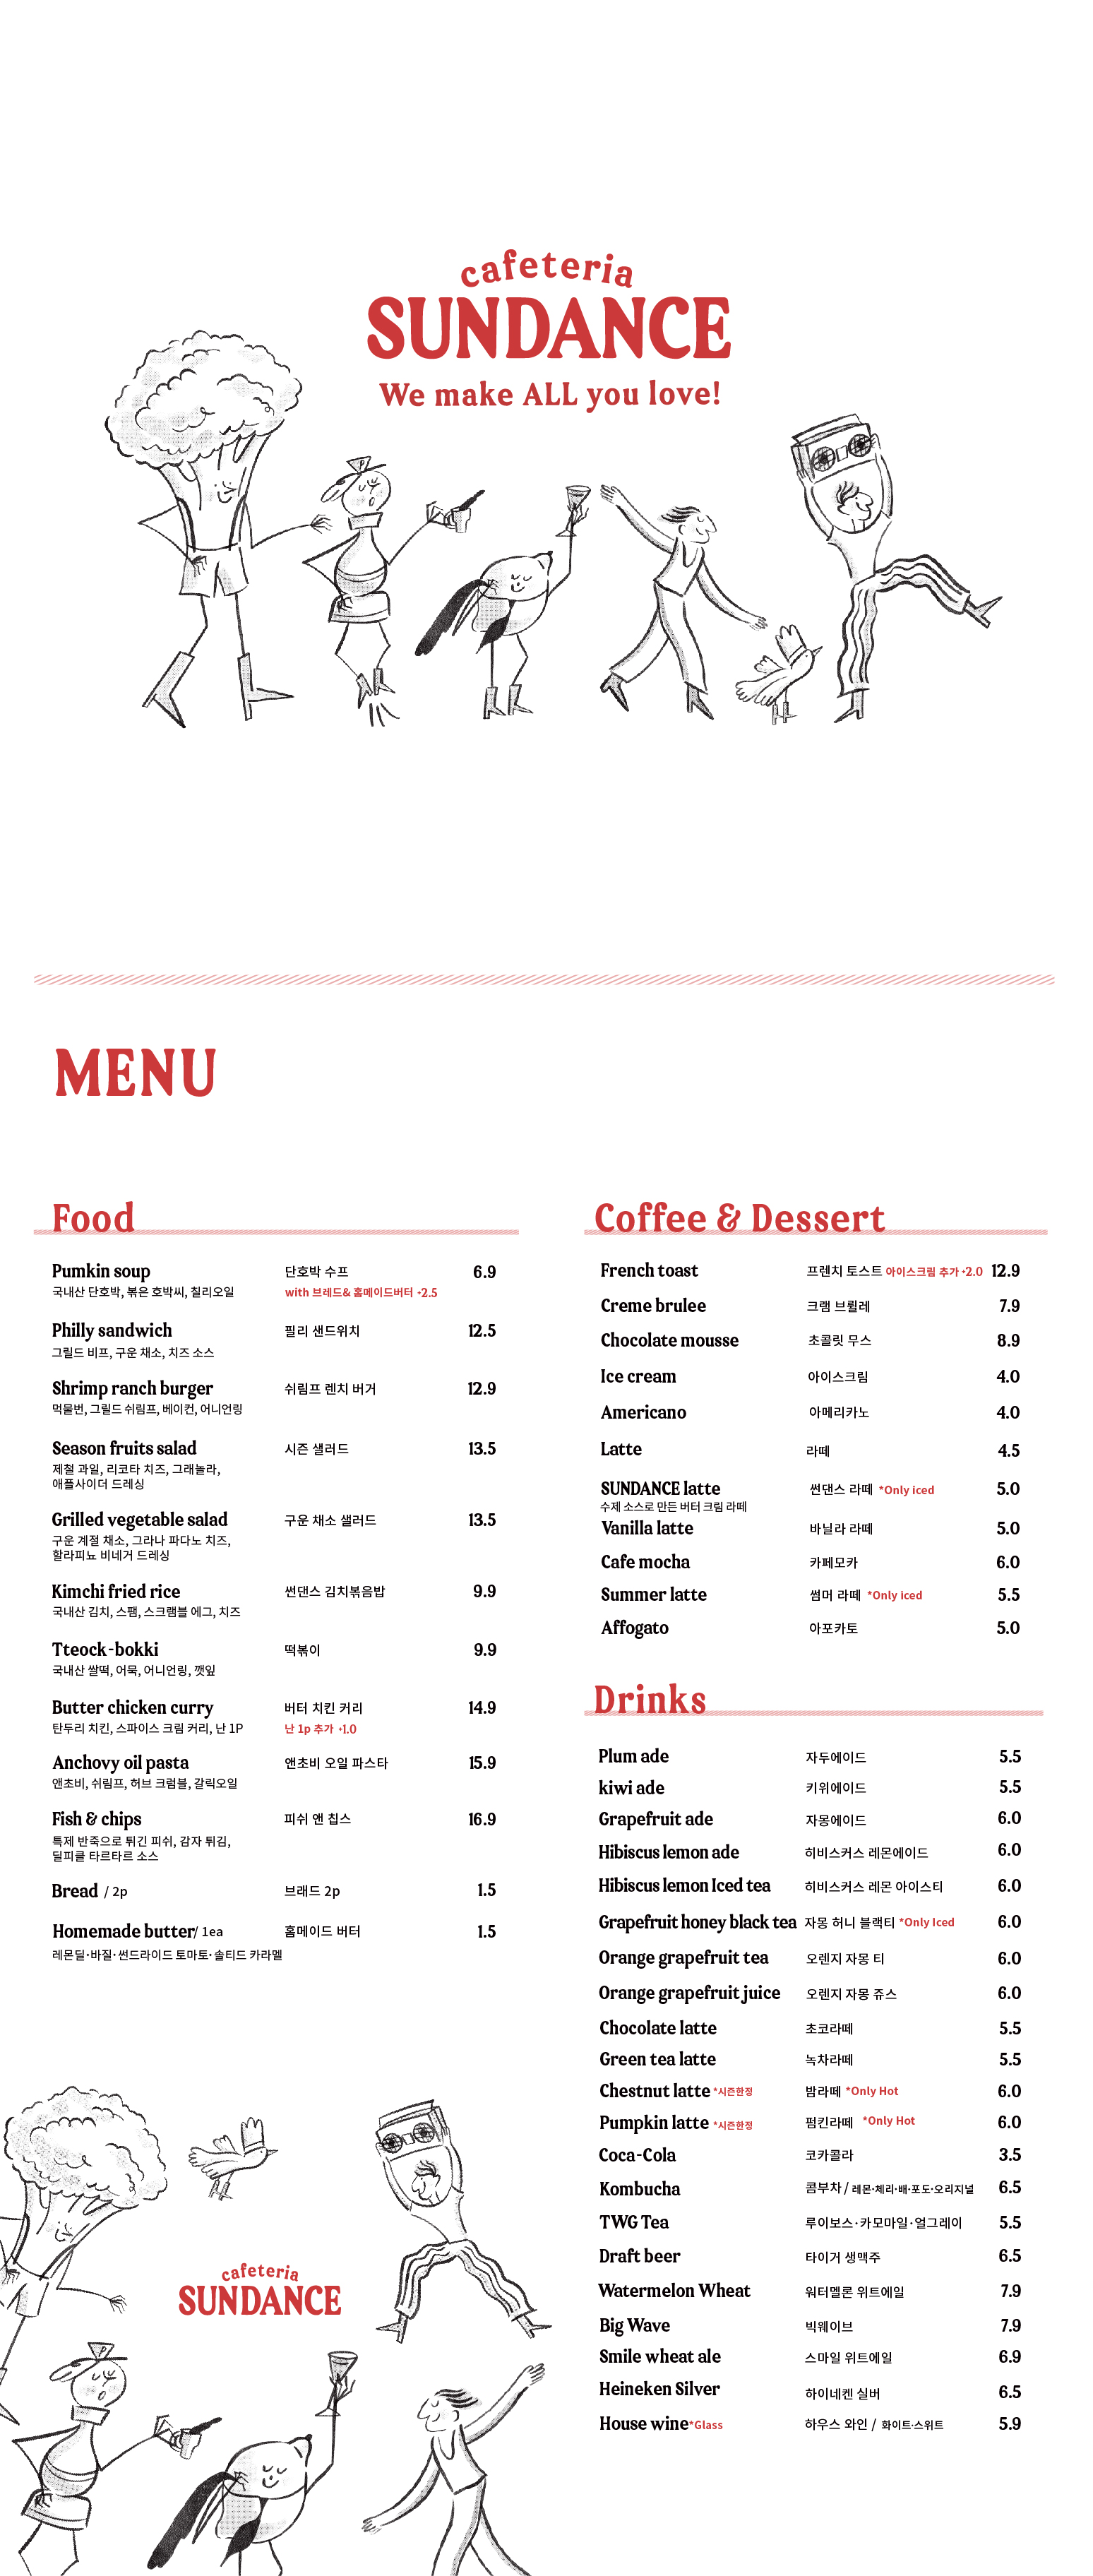 cafeteria
SUNDANCE
We make ALL you love!
MENU
Food
Pumkin soup 단호박 수프 6.9
국내산 단호박, 볶은 호박씨, 칠리오일 with 브레드& 홈메이드버터 +2.5
Philly sandwich 필리 샌드위치 12.5
그릴드 비프, 구운 채소, 치즈 소스
Shrimp ranch burger 쉬림프 렌치 버거 12.9
먹물번, 그릴드 쉬림프, 베이컨, 어니언링
Season fruits salad 시즌 샐러드 13.5
제철 과일, 리코타 치즈, 그래놀라,
애플사이더 드레싱
Grilled vegetable salad 구운 채소 샐러드 13.5
구운 계절 채소, 그라나 파다노 치즈,
할라피뇨 비네거 드레싱
Kimchi fried rice 썬댄스 김치볶음밥 9.9
국내산 김치, 스팸, 스크램블 에그, 치즈
Tteock-bokki 떡볶이 9.9
국내산 쌀떡, 어묵, 어니언링, 깻잎
Butter chicken curry 버터 치킨 커리 14.9
탄두리 치킨, 스파이스 크림 커리, 난 1P 난 1p 추가 +1.0
Anchovy oil pasta 앤초비 오일 파스타 15.9
앤초비, 쉬림프, 허브 크럼블, 갈릭오일
Fish & chips 피쉬 앤 칩스 16.9
특제 반죽으로 튀긴 피쉬, 감자 튀김,
딜피클 타르타르 소스
Bread / 2p 브래드 2p 1.5
Homemade butter/ 1ea 홈메이드 버터 1.5
레몬딜·바질·썬드라이드 토마토·솔티드 카라멜
Coffee & Dessert
French toast 프렌치 토스트 아이스크림 추가 +2.0 12.9
Creme brulee 크램 브륄레 7.9
Chocolate mousse 초콜릿 무스 8.9
Ice cream 아이스크림 4.0
Americano 아메리카노 4.0
Latte 라떼 4.5
SUNDANCE latte 썬댄스 라떼 *Only iced 5.0
수제 소스로 만든 버터 크림 라떼
Vanilla latte 바닐라 라떼 5.0
Cafe mocha 카페모카 6.0
Summer latte 썸머 라떼 *Only iced 5.5
Affogato 아포카토 5.0
Drinks
Plum ade 자두에이드 5.5
kiwi ade 키위에이드 5.5
Grapefruit ade 자몽에이드 6.0
Hibiscus lemon ade 히비스커스 레몬에이드 6.0
Hibiscus lemon Iced tea 히비스커스 레몬 아이스티 6.0
Grapefruit honey black tea 자몽 허니 블랙티 *Only Iced 6.0
Orange grapefruit tea 오렌지 자몽 티 6.0
Orange grapefruit juice 오렌지 자몽 쥬스 6.0
Chocolate latte 초코라떼 5.5
Green tea latte 녹차라떼 5.5
Chestnut latte *시즌한정 밤라떼 *Only Hot 6.0
Pumpkin latte *시즌한정 펌킨라떼 *Only Hot 6.0
Coca-Cola 코카콜라 3.5
Kombucha 콤부차 / 레몬·체리·배·포도·오리지널 6.5
TWG Tea 루이보스·카모마일·얼그레이 5.5
Draft beer 타이거 생맥주 6.5
Watermelon Wheat 워터멜론 위트에일 7.9
Big Wave 빅웨이브 7.9
Smile wheat ale 스마일 위트에일 6.9
Heineken Silver 하이네켄 실버 6.5
House wine*Glass 하우스 와인 / 화이트·스위트 5.9
cafeteria
SUNDANCE